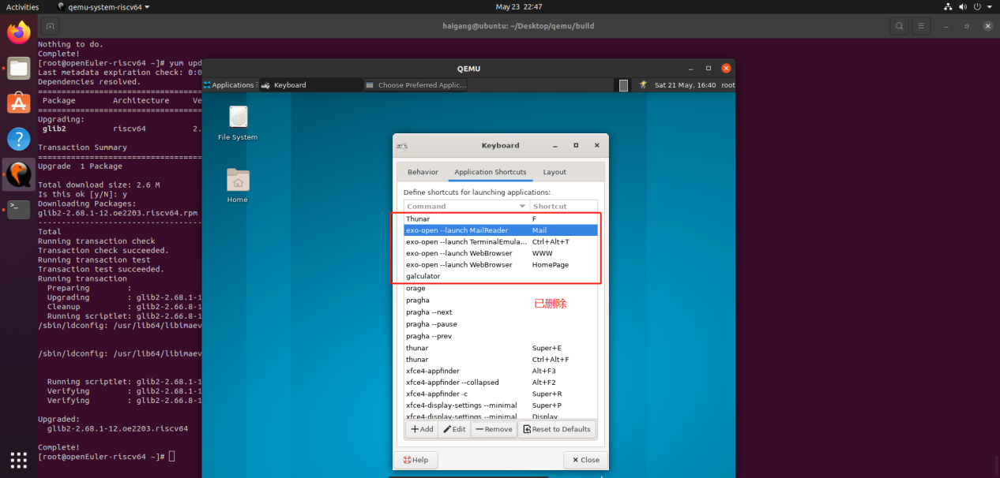 Activities
qemu-system-riscv64
May 23 22:47
haigang@ubuntu: ~/Desktop/qemu/build
Nothing to do.
Complete!
[root@openEuler-riscv64 ~]# yum upd
Last metadata expiration check: 0:0
Dependencies resolved.
================================
Package Architecture Ve
================================
Upgrading:
glib2 riscv64 2.
Transaction Summary
================================
Upgrade 1 Package
Total download size: 2.6 M
Is this ok [y/N]: y
Downloading Packages:
glib2-2.68.1-12.oe2203.riscv64.rpm
--------------------------------
Total
Running transaction check
Transaction check succeeded.
Running transaction test
Transaction test succeeded.
Running transaction
Preparing :
Upgrading : glib2-2.68.1-1
Cleanup : glib2-2.66.8-1
Running scriptlet: glib2-2.66.8-1
/sbin/ldconfig: /usr/lib64/libimaev
/sbin/ldconfig: /usr/lib64/libimaev
Running scriptlet: glib2-2.68.1-1
Verifying : glib2-2.68.1-1
Verifying : glib2-2.66.8-1
Upgraded:
glib2-2.68.1-12.oe2203.riscv64
Complete!
[root@openEuler-riscv64 ~]#
QEMU
Applications
Keyboard
Choose Preferred Applic...
Sat 21 May, 16:40 root
File System
Home
Keyboard
Behavior Application Shortcuts Layout
Define shortcuts for launching applications:
Command Shortcut
Thunar F
exo-open --launch MailReader Mail
exo-open --launch TerminalEmula... Ctrl+Alt+T
exo-open --launch WebBrowser WWW
exo-open --launch WebBrowser HomePage
galculator
orage
pragha
已删除
pragha --next
pragha --pause
pragha --prev
thunar Super+E
thunar Ctrl+Alt+F
xfce4-appfinder Alt+F3
xfce4-appfinder --collapsed Alt+F2
xfce4-appfinder -c Super+R
xfce4-display-settings --minimal Super+P
xfce4-display-settings --minimal Display
Add Edit Remove Reset to Defaults
Help Close